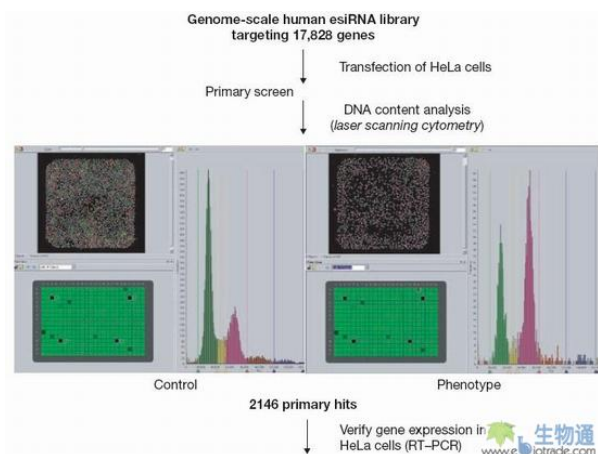 Genome-scale human esiRNA library
targeting 17,828 genes
Transfection of HeLa cells
Primary screen
DNA content analysis
(laser scanning cytometry)
Control
Phenotype
2146 primary hits
Verify gene expression in
HeLa cells (RT–PCR)
生物通